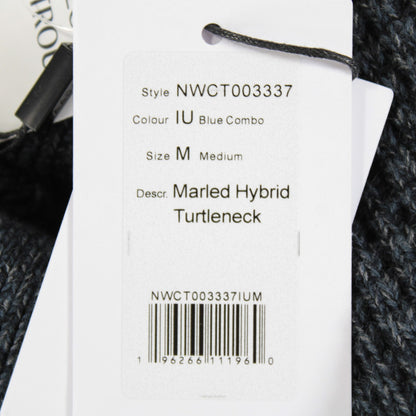 Style NWCT003337
Colour IU Blue Combo
Size M Medium
Descr. Marled Hybrid
Turtleneck
NWCT003337IUM
1 96266 11196 0